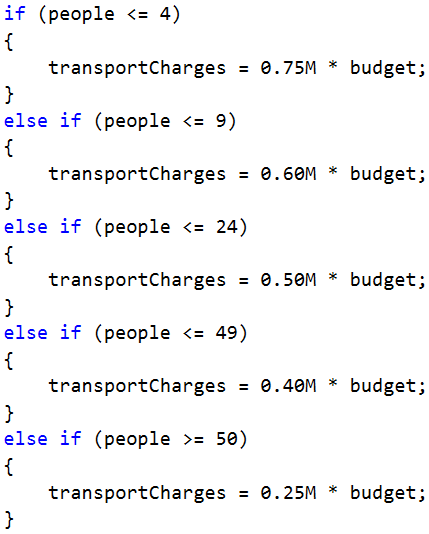 if (people <= 4)
{
    transportCharges = 0.75M * budget;
}
else if (people <= 9)
{
    transportCharges = 0.60M * budget;
}
else if (people <= 24)
{
    transportCharges = 0.50M * budget;
}
else if (people <= 49)
{
    transportCharges = 0.40M * budget;
}
else if (people >= 50)
{
    transportCharges = 0.25M * budget;
}